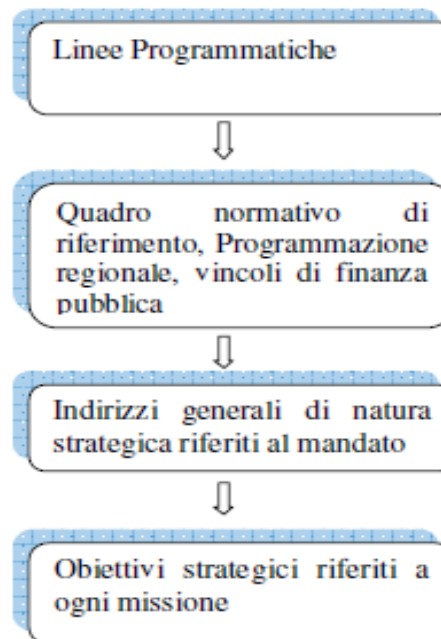 Linee Programmatiche
Quadro normativo di
riferimento, Programmazione
regionale, vincoli di finanza
pubblica
Indirizzi generali di natura
strategica riferiti al mandato
Obiettivi strategici riferiti a
ogni missione